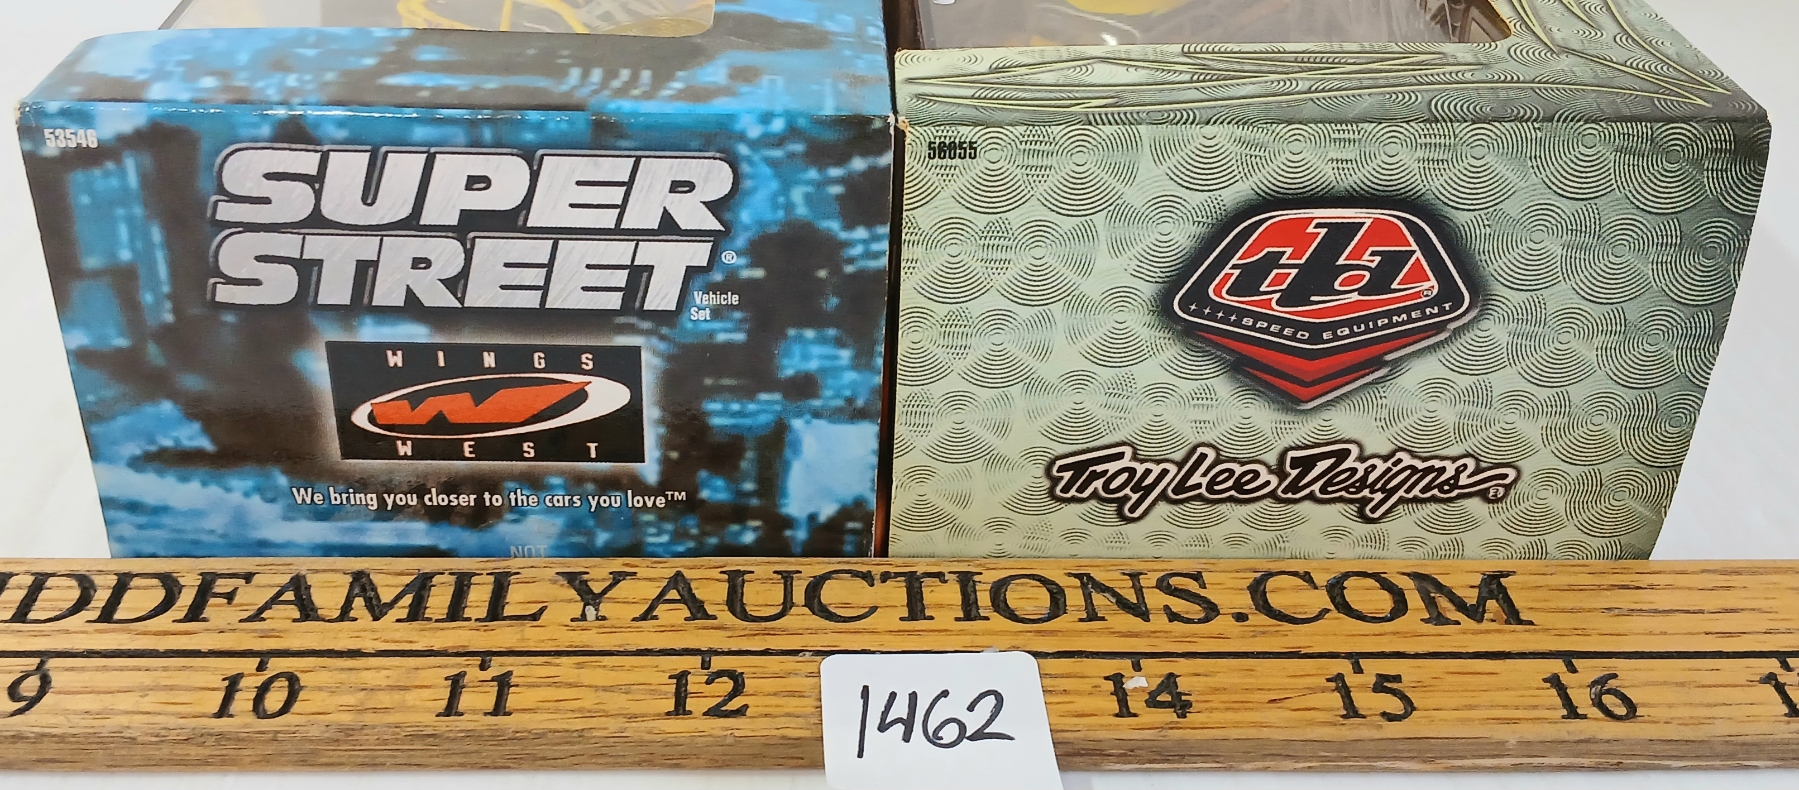 53548
SUPER
STREET®
Vehicle
Set
WINGS
W
WEST
We bring you closer to the cars you love™
NOT
56055
tld®
SPEED EQUIPMENT
Troy Lee Designs®
DDFAMILYAUCTIONS.COM
9 10 11 12 14 15 16
1462